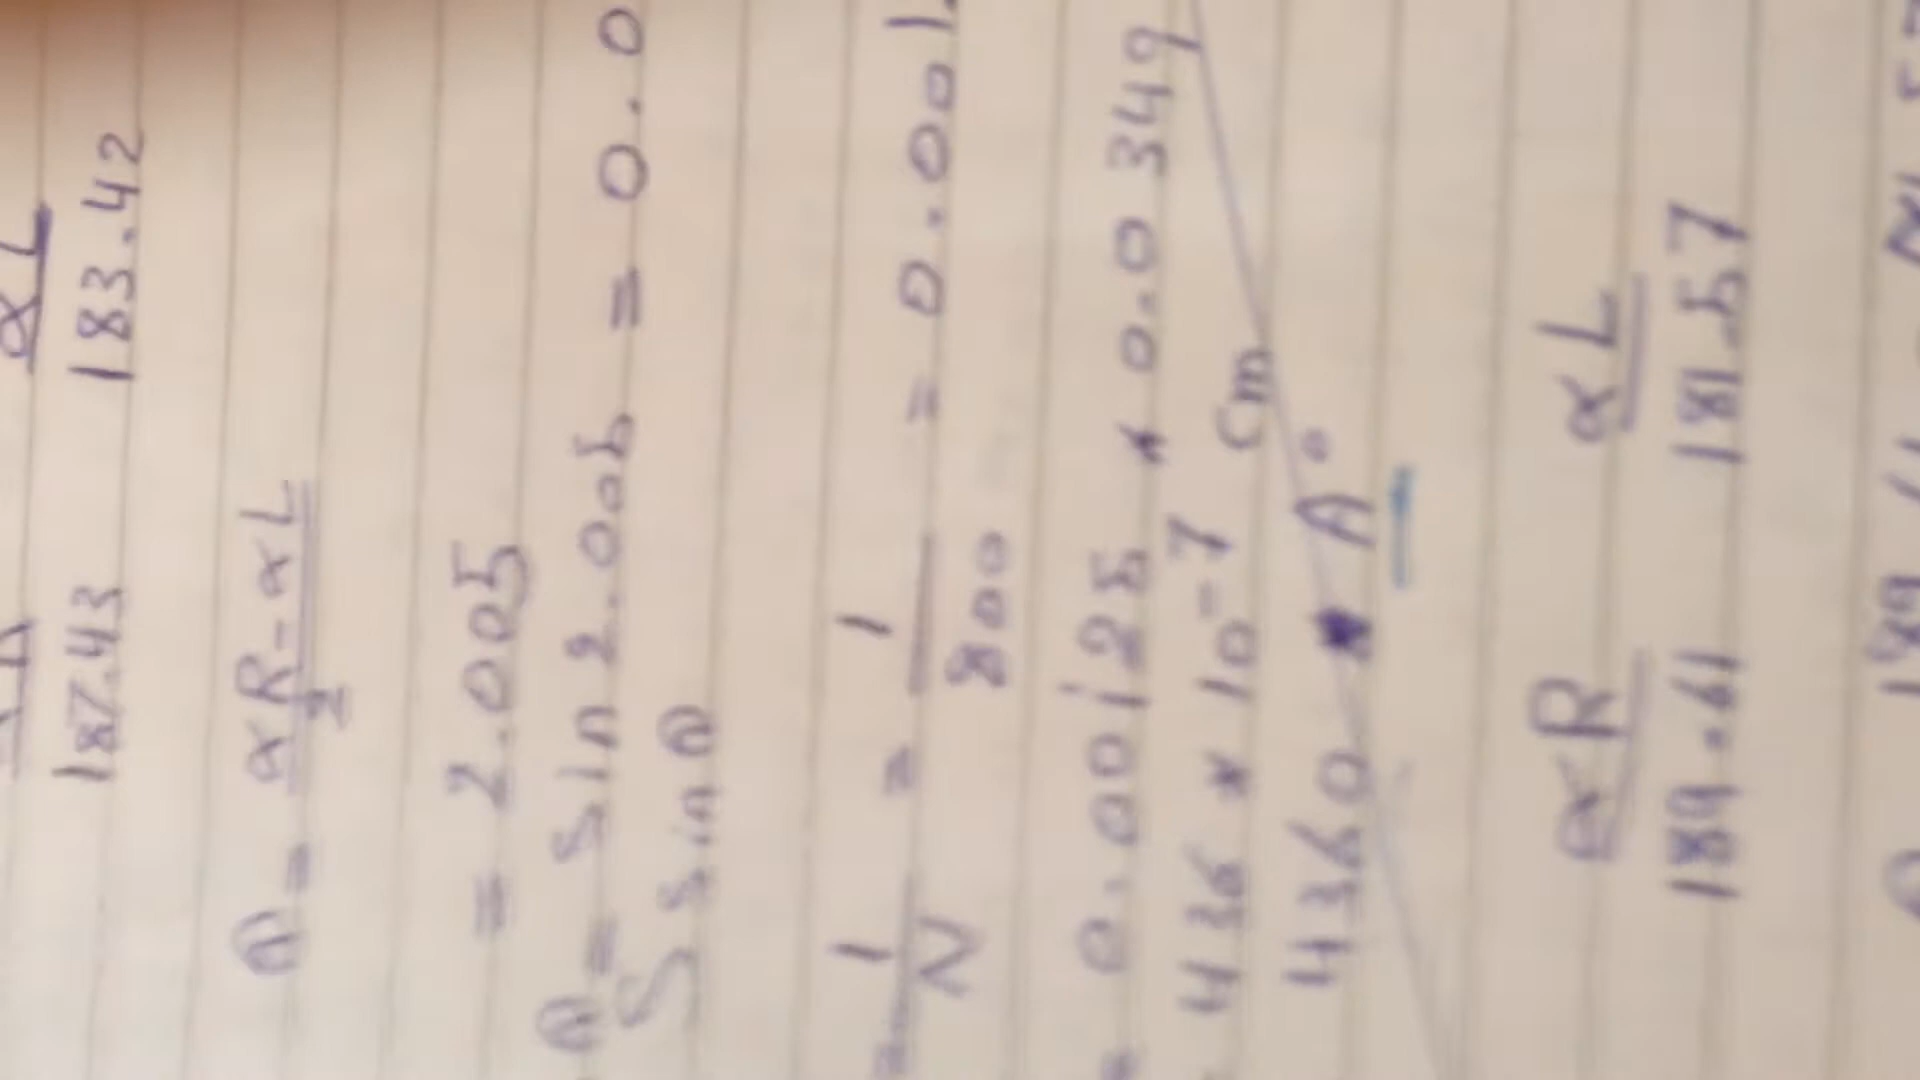 αL
187.43 183.42
θ = αR-αL
2
= 2.005
θ = sin 2.005 = 0.0
S sin θ
= 1/N = 1/800 = 0.001
= 0.00125 * 0.0349
436 * 10^-7 cm
4360 A°
αR αL
189.61 181.57